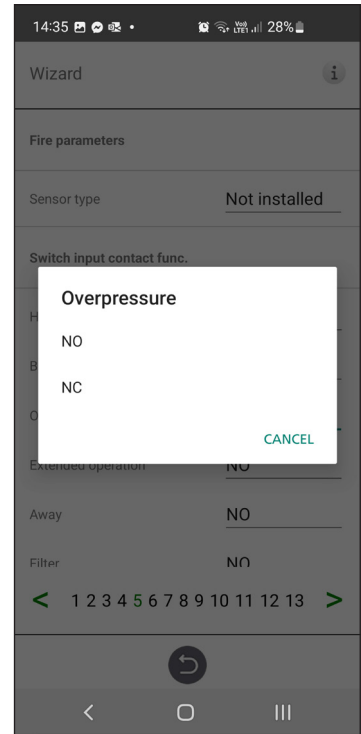 14:35 28%
Vo))
LTE1
Wizard i
Fire parameters
Sensor type Not installed
Switch input contact func.
Overpressure
H
NO
B
NC
O
CANCEL
Extended operation NO
Away NO
Filter NO
< 1 2 3 4 5 6 7 8 9 10 11 12 13 >